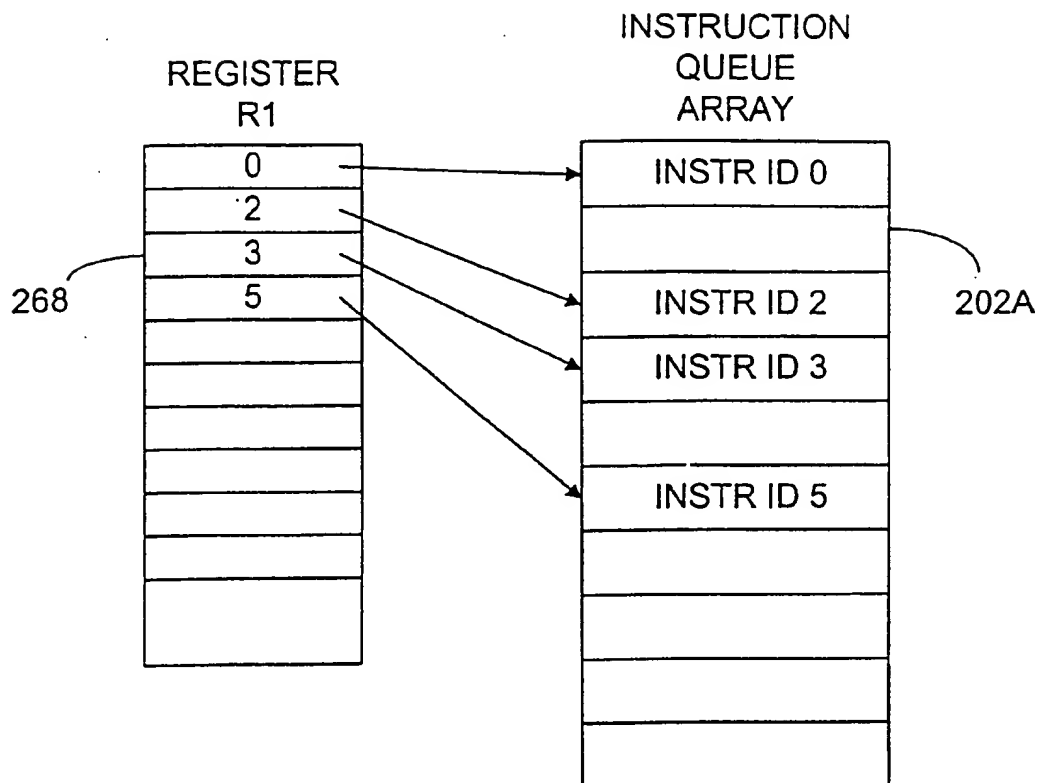 REGISTER
R1
0
2
3
5
268
INSTRUCTION
QUEUE
ARRAY
INSTR ID 0
INSTR ID 2
INSTR ID 3
INSTR ID 5
202A